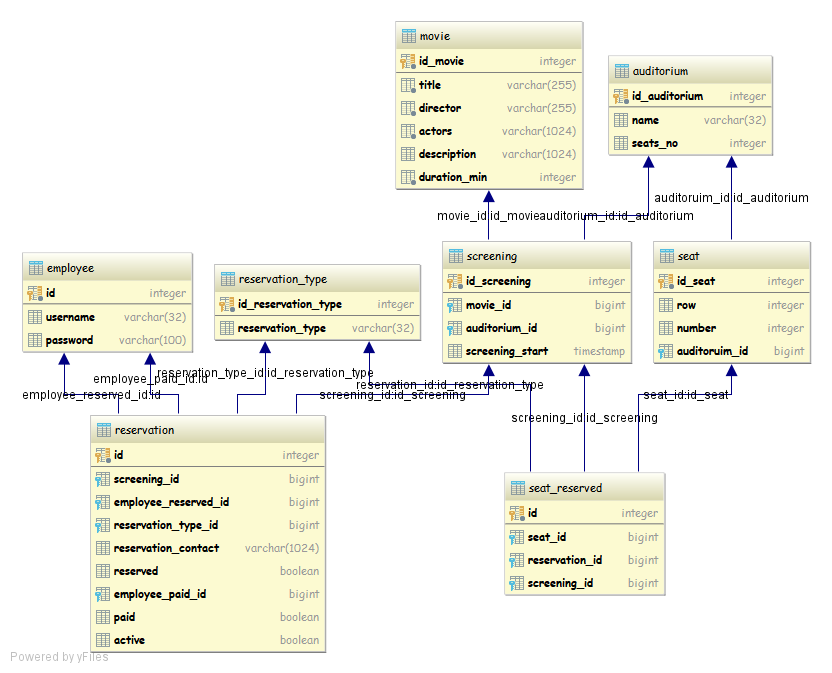 movie
id_movie integer
title varchar(255)
director varchar(255)
actors varchar(1024)
description varchar(1024)
duration_min integer
auditorium
id_auditorium integer
name varchar(32)
seats_no integer
movie_id:id_movie
auditorium_id:id_auditorium
auditoruim_id:id_auditorium
employee
id integer
username varchar(32)
password varchar(100)
reservation_type
id_reservation_type integer
reservation_type varchar(32)
screening
id_screening integer
movie_id bigint
auditorium_id bigint
screening_start timestamp
seat
id_seat integer
row integer
number integer
auditoruim_id bigint
employee_reserved_id:id
employee_paid_id:id
reservation_type_id:id_reservation_type
screening_id:id_screening
reservation_id:id_reservation_type
screening_id:id_screening
seat_id:id_seat
reservation
id integer
screening_id bigint
employee_reserved_id bigint
reservation_type_id bigint
reservation_contact varchar(1024)
reserved boolean
employee_paid_id bigint
paid boolean
active boolean
seat_reserved
id integer
seat_id bigint
reservation_id bigint
screening_id bigint
Powered by yFiles